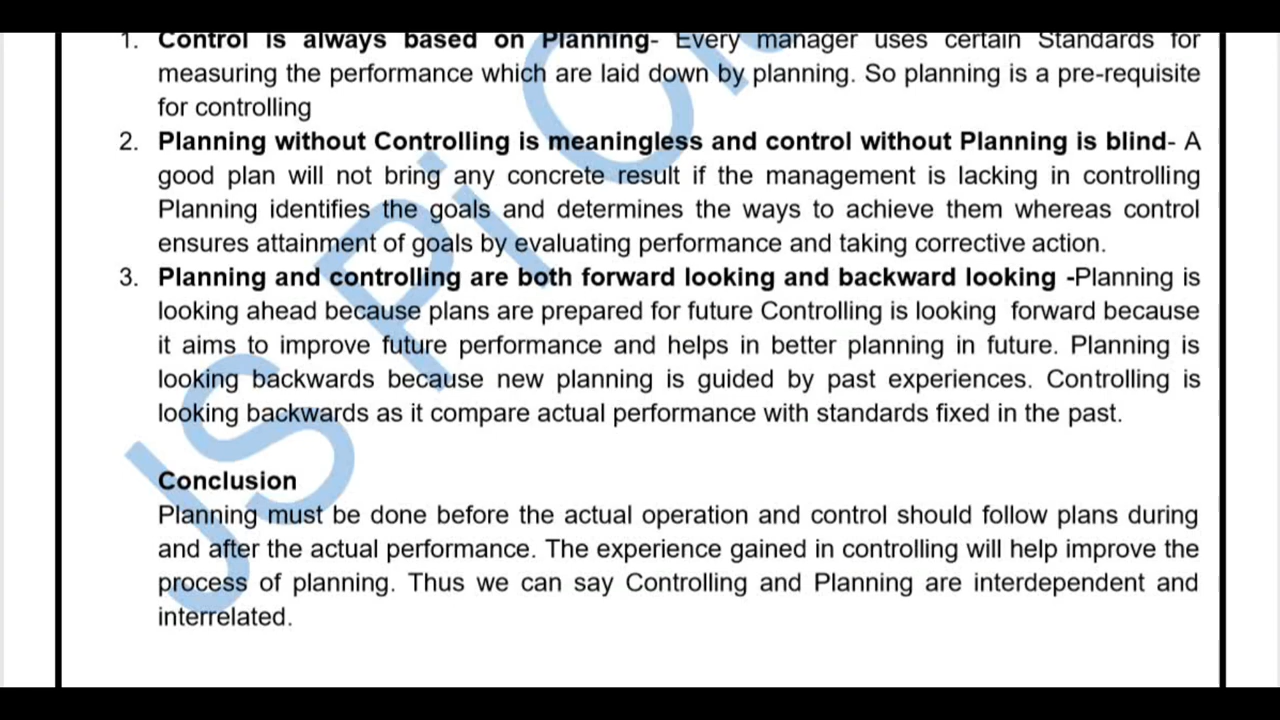 1. Control is always based on Planning- Every manager uses certain Standards for
measuring the performance which are laid down by planning. So planning is a pre-requisite
for controlling
2. Planning without Controlling is meaningless and control without Planning is blind- A
good plan will not bring any concrete result if the management is lacking in controlling
Planning identifies the goals and determines the ways to achieve them whereas control
ensures attainment of goals by evaluating performance and taking corrective action.
3. Planning and controlling are both forward looking and backward looking -Planning is
looking ahead because plans are prepared for future Controlling is looking forward because
it aims to improve future performance and helps in better planning in future. Planning is
looking backwards because new planning is guided by past experiences. Controlling is
looking backwards as it compare actual performance with standards fixed in the past.
Conclusion
Planning must be done before the actual operation and control should follow plans during
and after the actual performance. The experience gained in controlling will help improve the
process of planning. Thus we can say Controlling and Planning are interdependent and
interrelated.
JS Pi